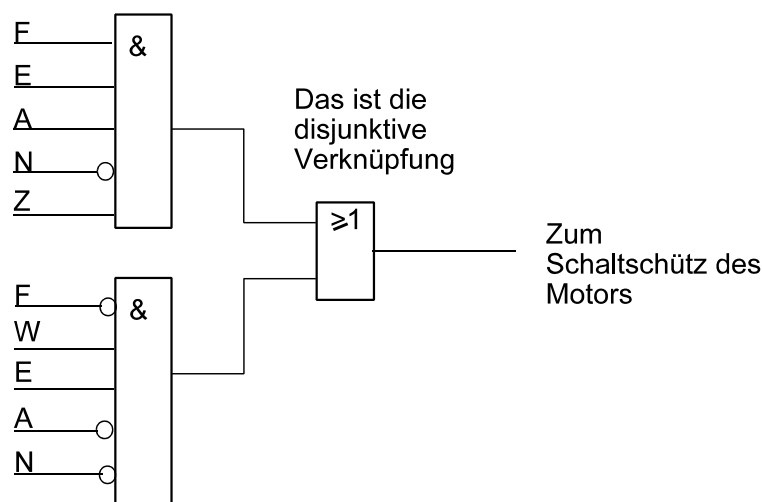 F
&
E
A
N
Z
Das ist die
disjunktive
Verknüpfung
≥1
Zum
Schaltschütz des
Motors
F
&
W
E
A
N